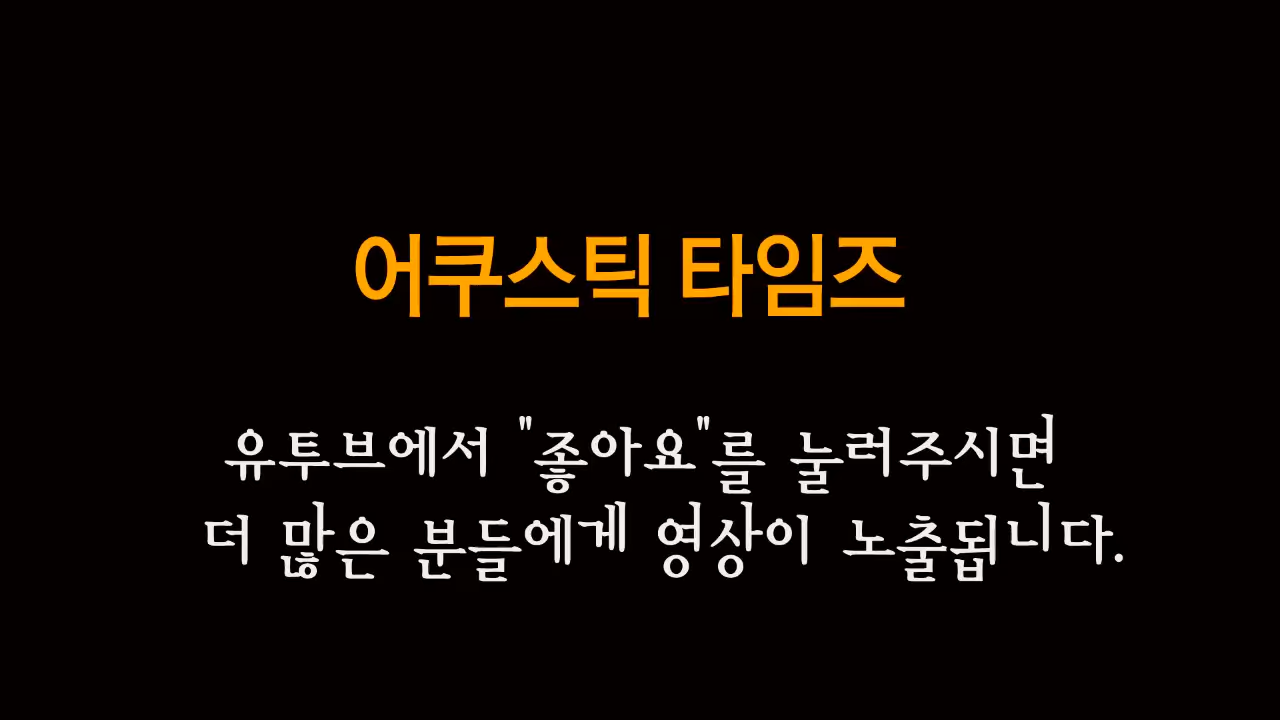 어쿠스틱 타임즈
유투브에서 "좋아요"를 눌러주시면
더 많은 분들에게 영상이 노출됩니다.